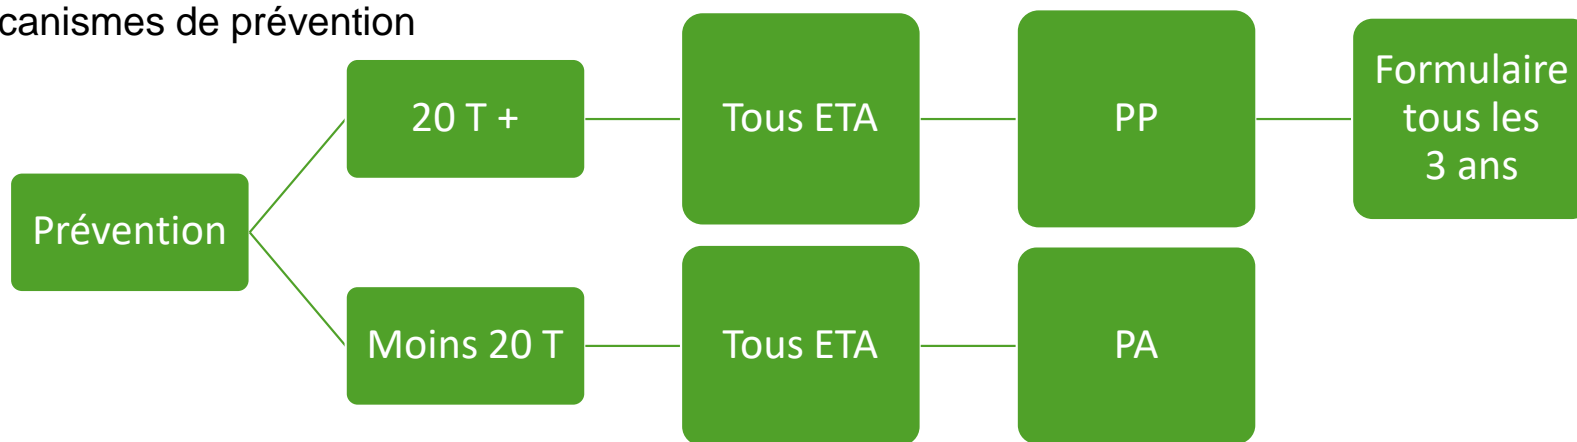 canismes de prévention
Prévention
20 T +
Tous ETA
PP
Formulaire
tous les
3 ans
Moins 20 T
Tous ETA
PA